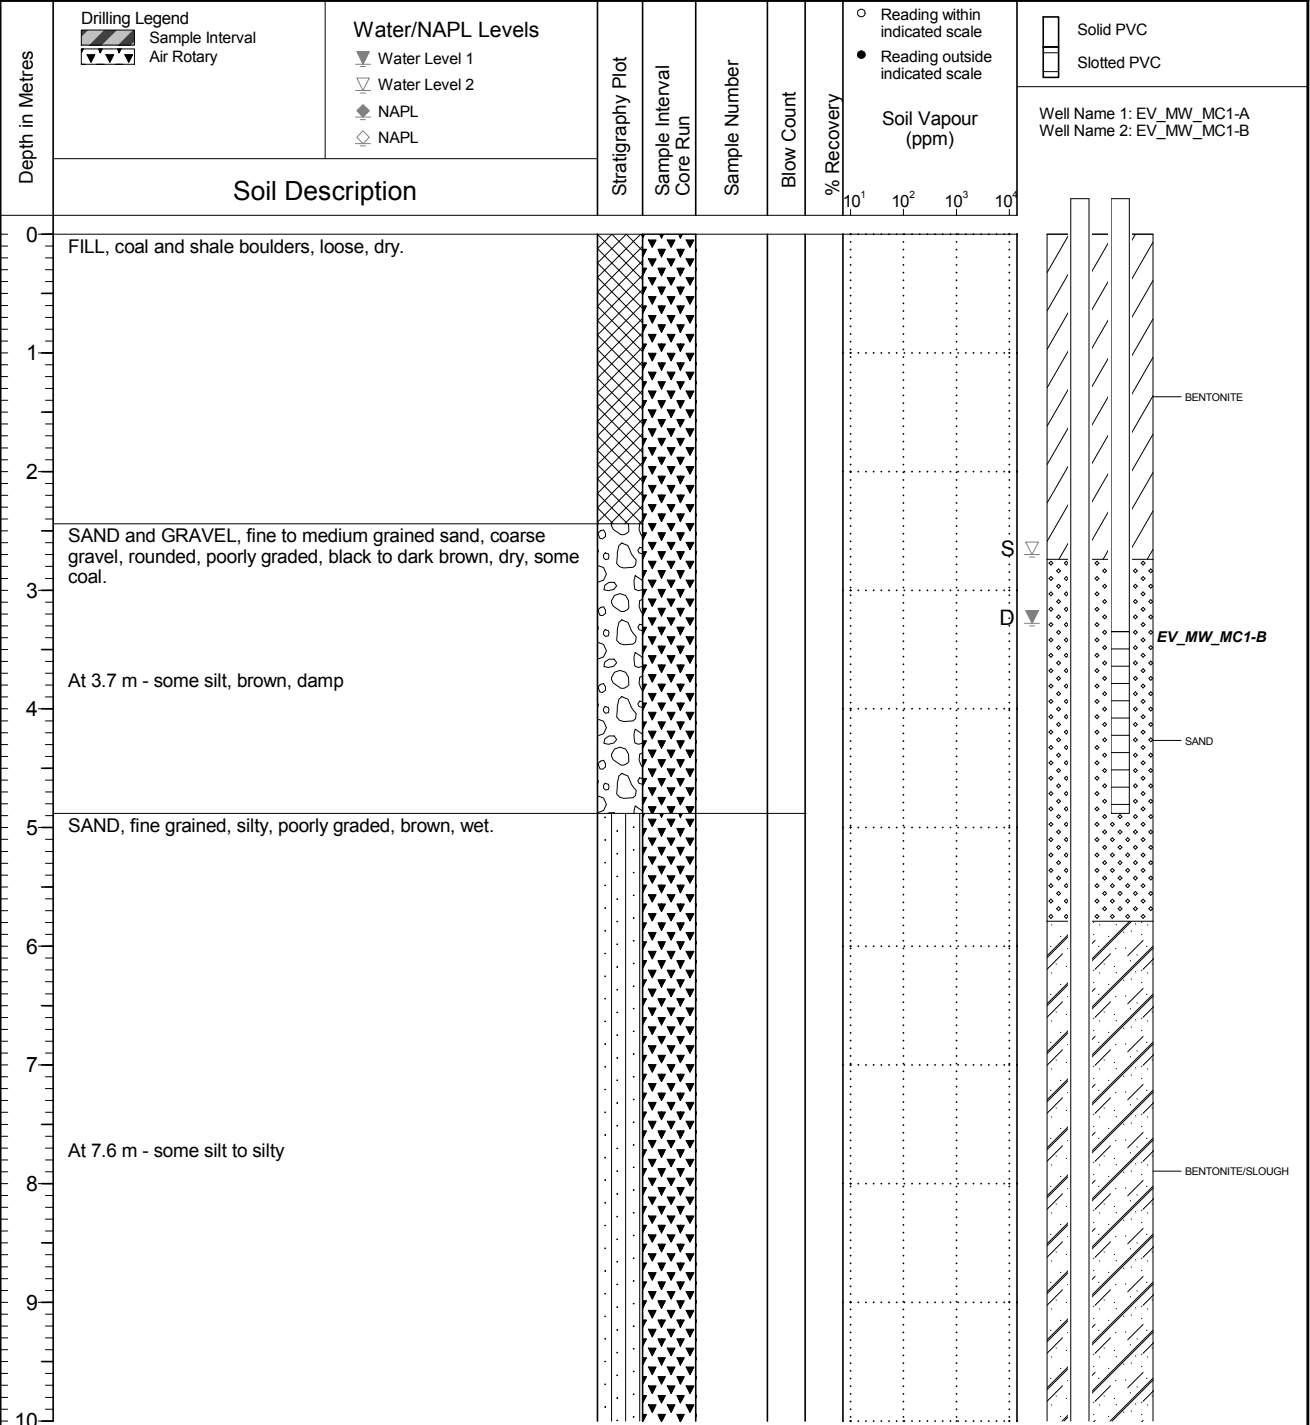 Drilling Legend
Sample Interval
Air Rotary
Water/NAPL Levels
Water Level 1
Water Level 2
NAPL
NAPL
Depth in Metres
Soil Description
Stratigraphy Plot
Sample Interval
Core Run
Sample Number
Blow Count
% Recovery
Reading within
indicated scale
Reading outside
indicated scale
Soil Vapour
(ppm)
10¹ 10² 10³ 10⁴
Solid PVC
Slotted PVC
Well Name 1: EV_MW_MC1-A
Well Name 2: EV_MW_MC1-B
0
FILL, coal and shale boulders, loose, dry.
1
BENTONITE
2
SAND and GRAVEL, fine to medium grained sand, coarse
gravel, rounded, poorly graded, black to dark brown, dry, some
coal.
S
3
D
EV_MW_MC1-B
At 3.7 m - some silt, brown, damp
4
SAND
5
SAND, fine grained, silty, poorly graded, brown, wet.
6
7
At 7.6 m - some silt to silty
BENTONITE/SLOUGH
8
9
10